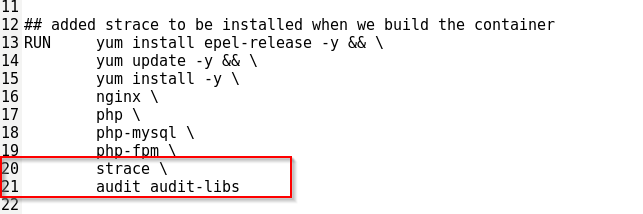 11
12 ## added strace to be installed when we build the container
13 RUN     yum install epel-release -y && \
14         yum update -y && \
15         yum install -y \
16         nginx \
17         php \
18         php-mysql \
19         php-fpm \
20         strace \
21         audit audit-libs
22